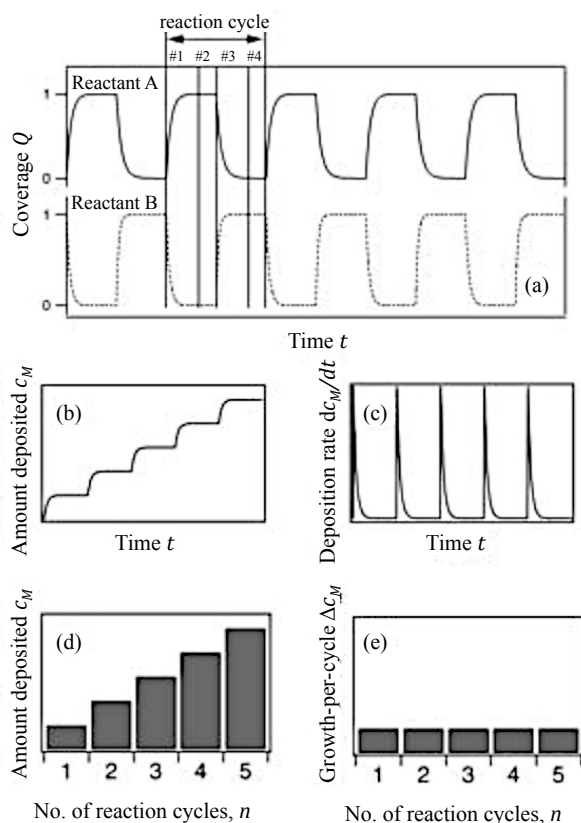 reaction cycle
#1 #2 #3 #4
Reactant A
1
0
Reactant B
1
0
Coverage Q
(a)
Time t
(b)
Amount deposited c_M
Time t
(c)
Deposition rate dc_M/dt
Time t
(d)
Amount deposited c_M
1 2 3 4 5
No. of reaction cycles, n
(e)
Growth-per-cycle Δc_M
1 2 3 4 5
No. of reaction cycles, n